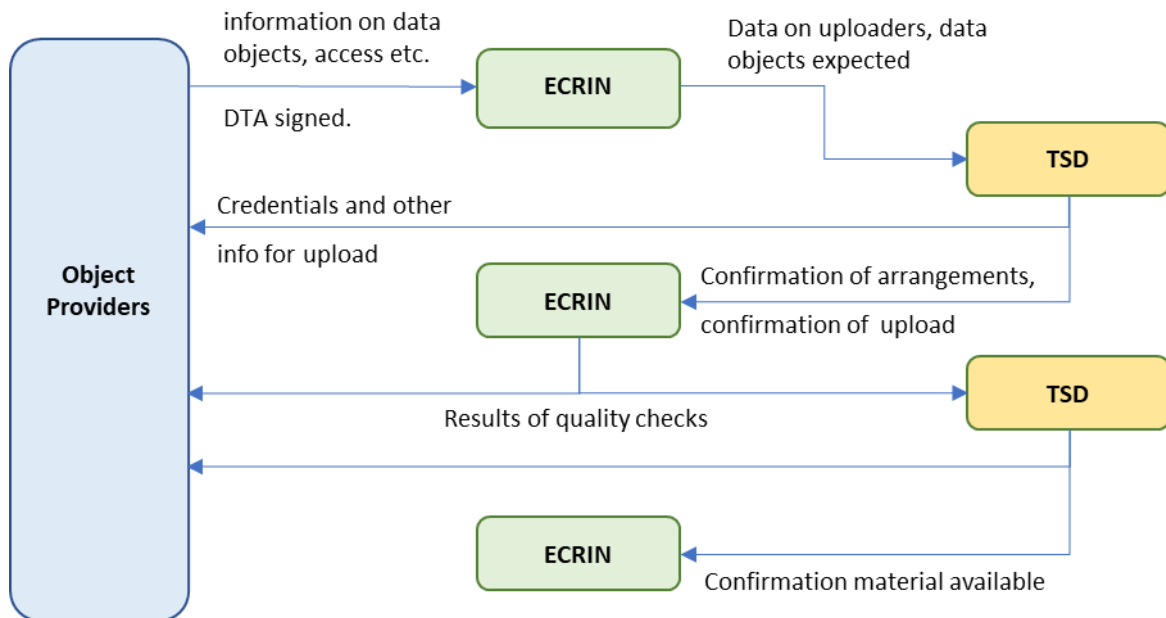 information on data
objects, access etc.
DTA signed.
ECRIN
Data on uploaders, data
objects expected
TSD
Credentials and other
info for upload
Object
Providers
ECRIN
Confirmation of arrangements,
confirmation of  upload
TSD
Results of quality checks
ECRIN
Confirmation material available